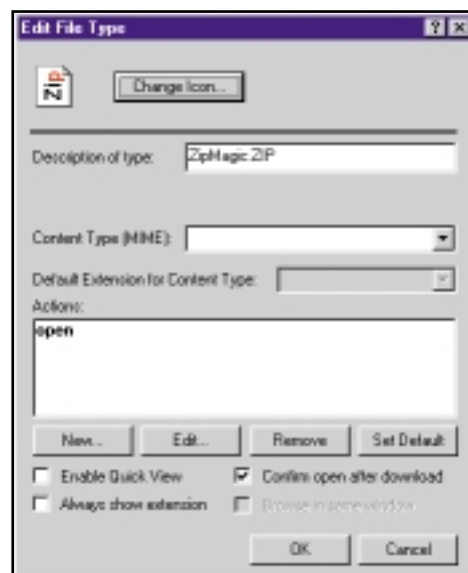 Edit File Type
ZIP
Change Icon...
Description of type: ZipMagic.ZIP
Content Type (MIME):
Default Extension for Content Type:
Actions:
open
New... Edit... Remove Set Default
Enable Quick View Confirm open after download
Always show extension Browse in same window
OK Cancel